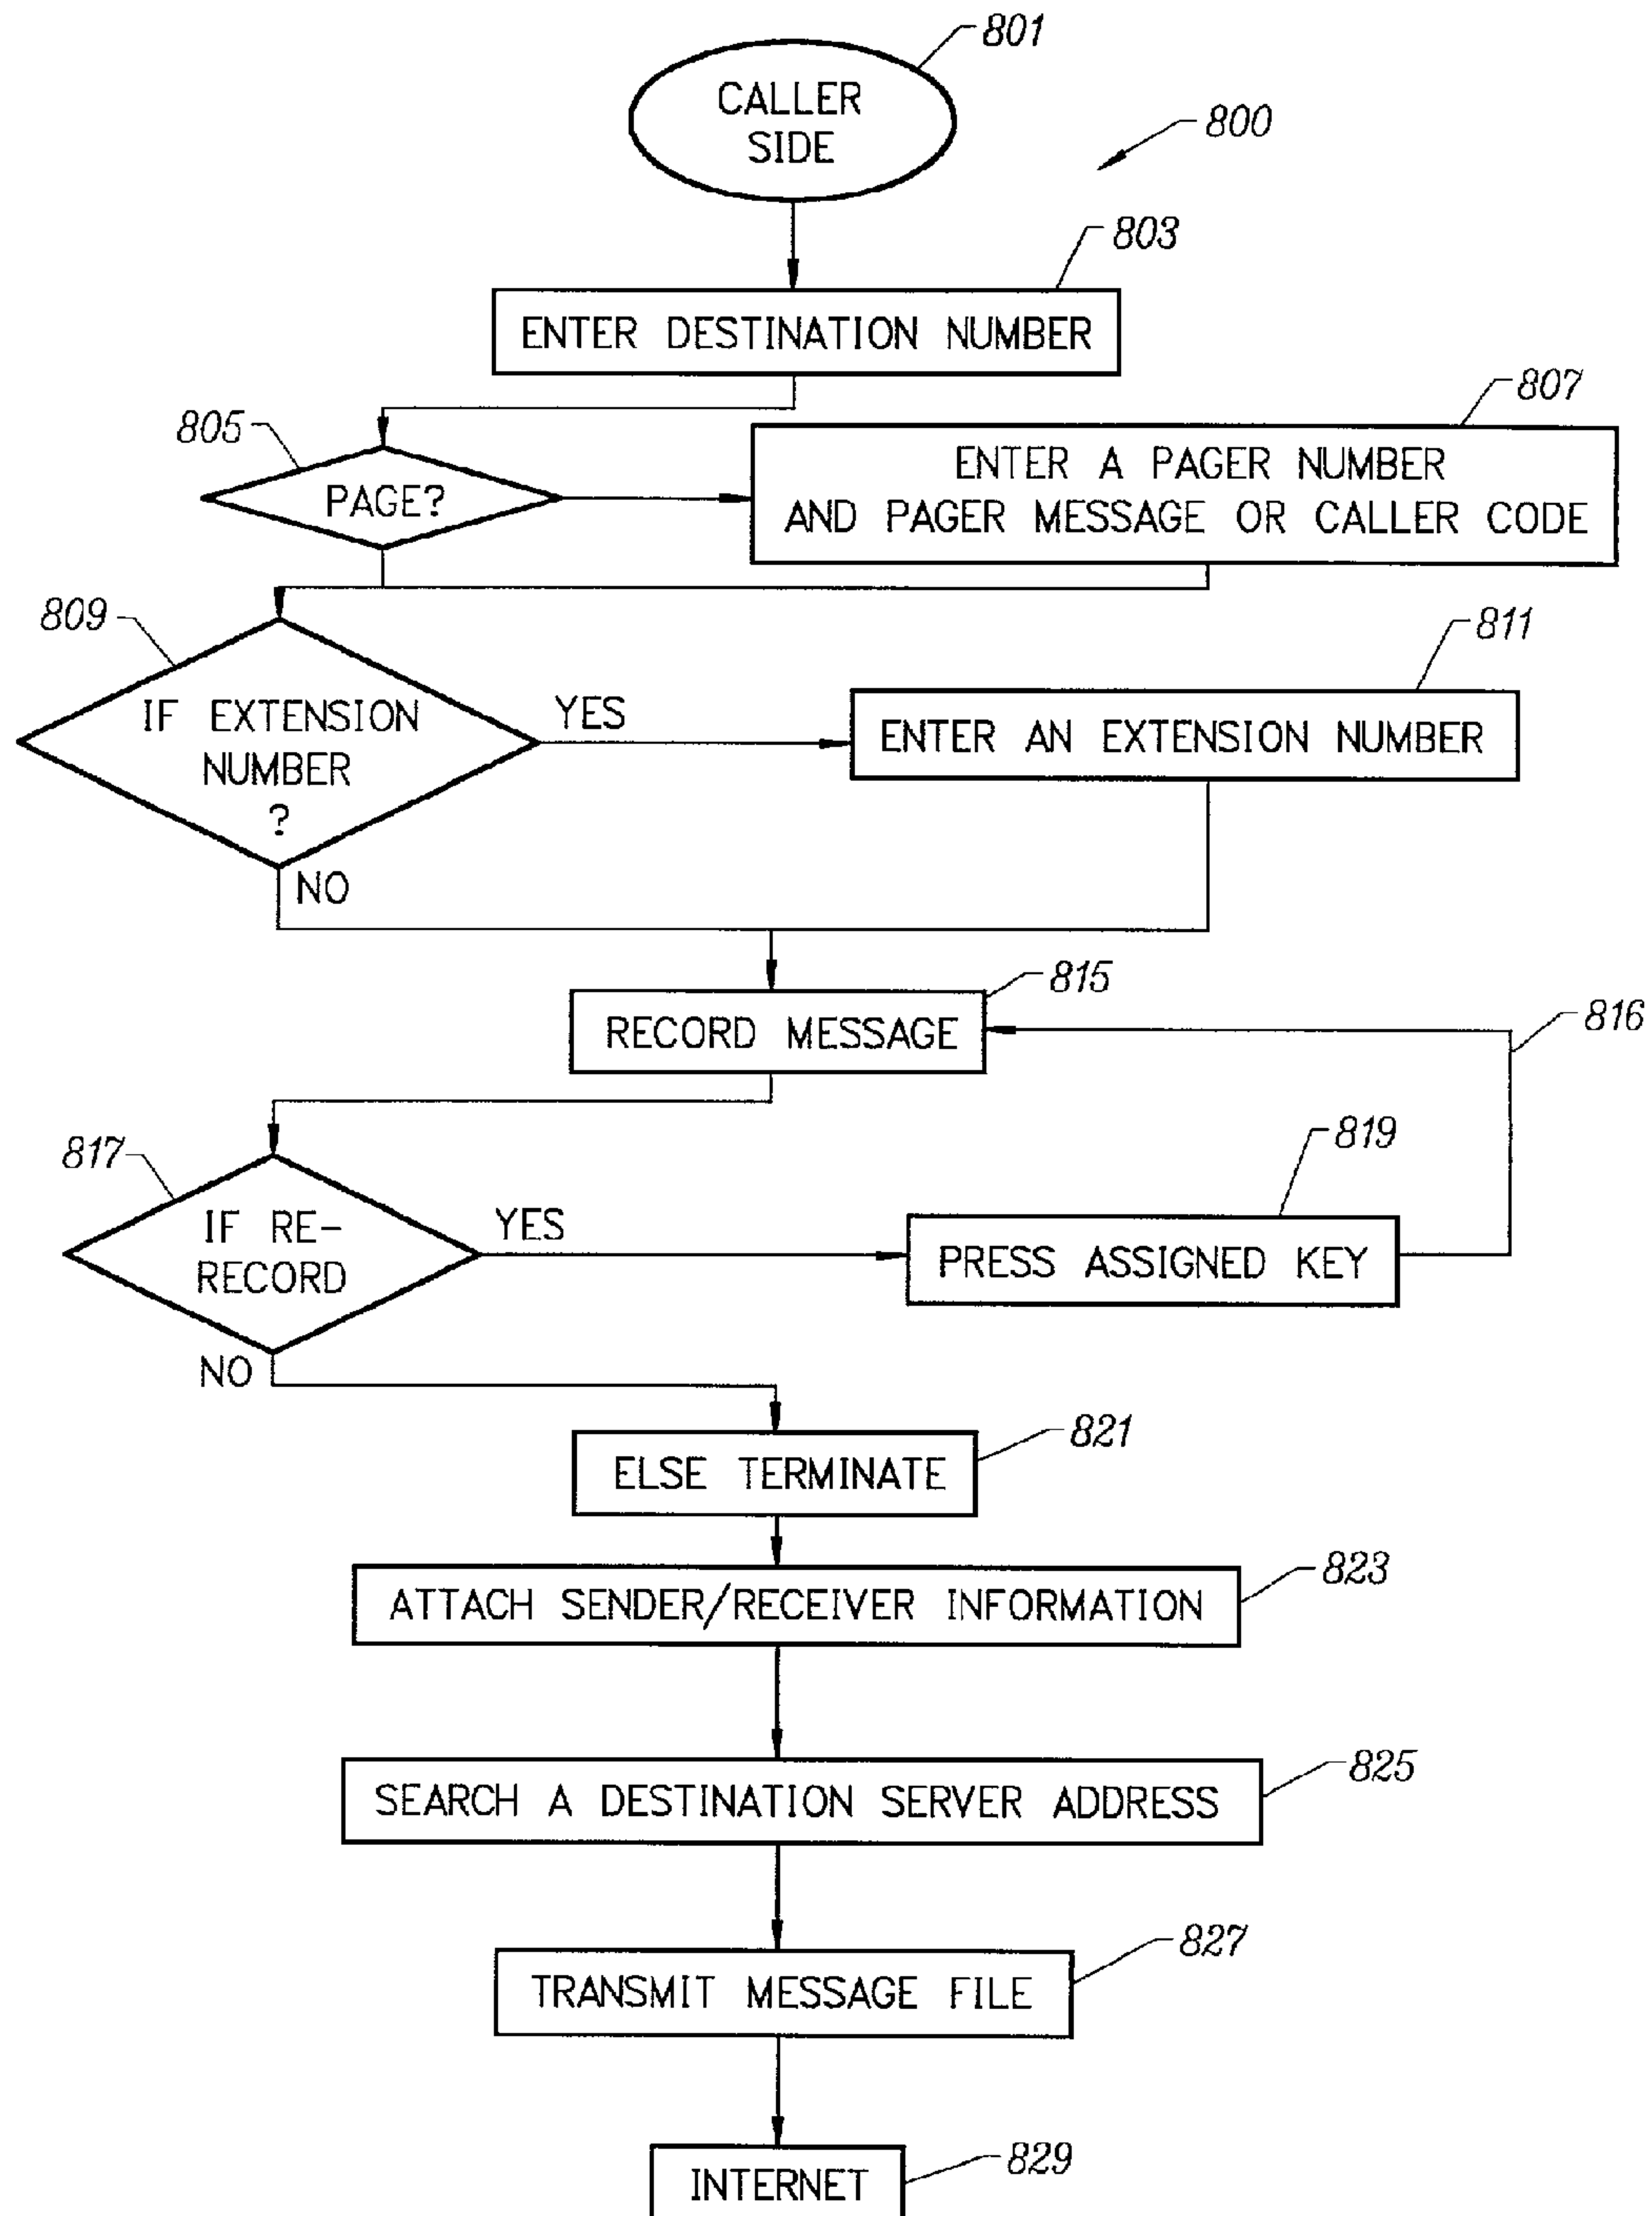 801
CALLER
SIDE
800
803
ENTER DESTINATION NUMBER
807
805
PAGE?
ENTER A PAGER NUMBER
AND PAGER MESSAGE OR CALLER CODE
809
811
IF EXTENSION
NUMBER
?
YES
ENTER AN EXTENSION NUMBER
NO
815
RECORD MESSAGE
816
817
819
IF RE-
RECORD
YES
PRESS ASSIGNED KEY
NO
821
ELSE TERMINATE
823
ATTACH SENDER/RECEIVER INFORMATION
825
SEARCH A DESTINATION SERVER ADDRESS
827
TRANSMIT MESSAGE FILE
829
INTERNET